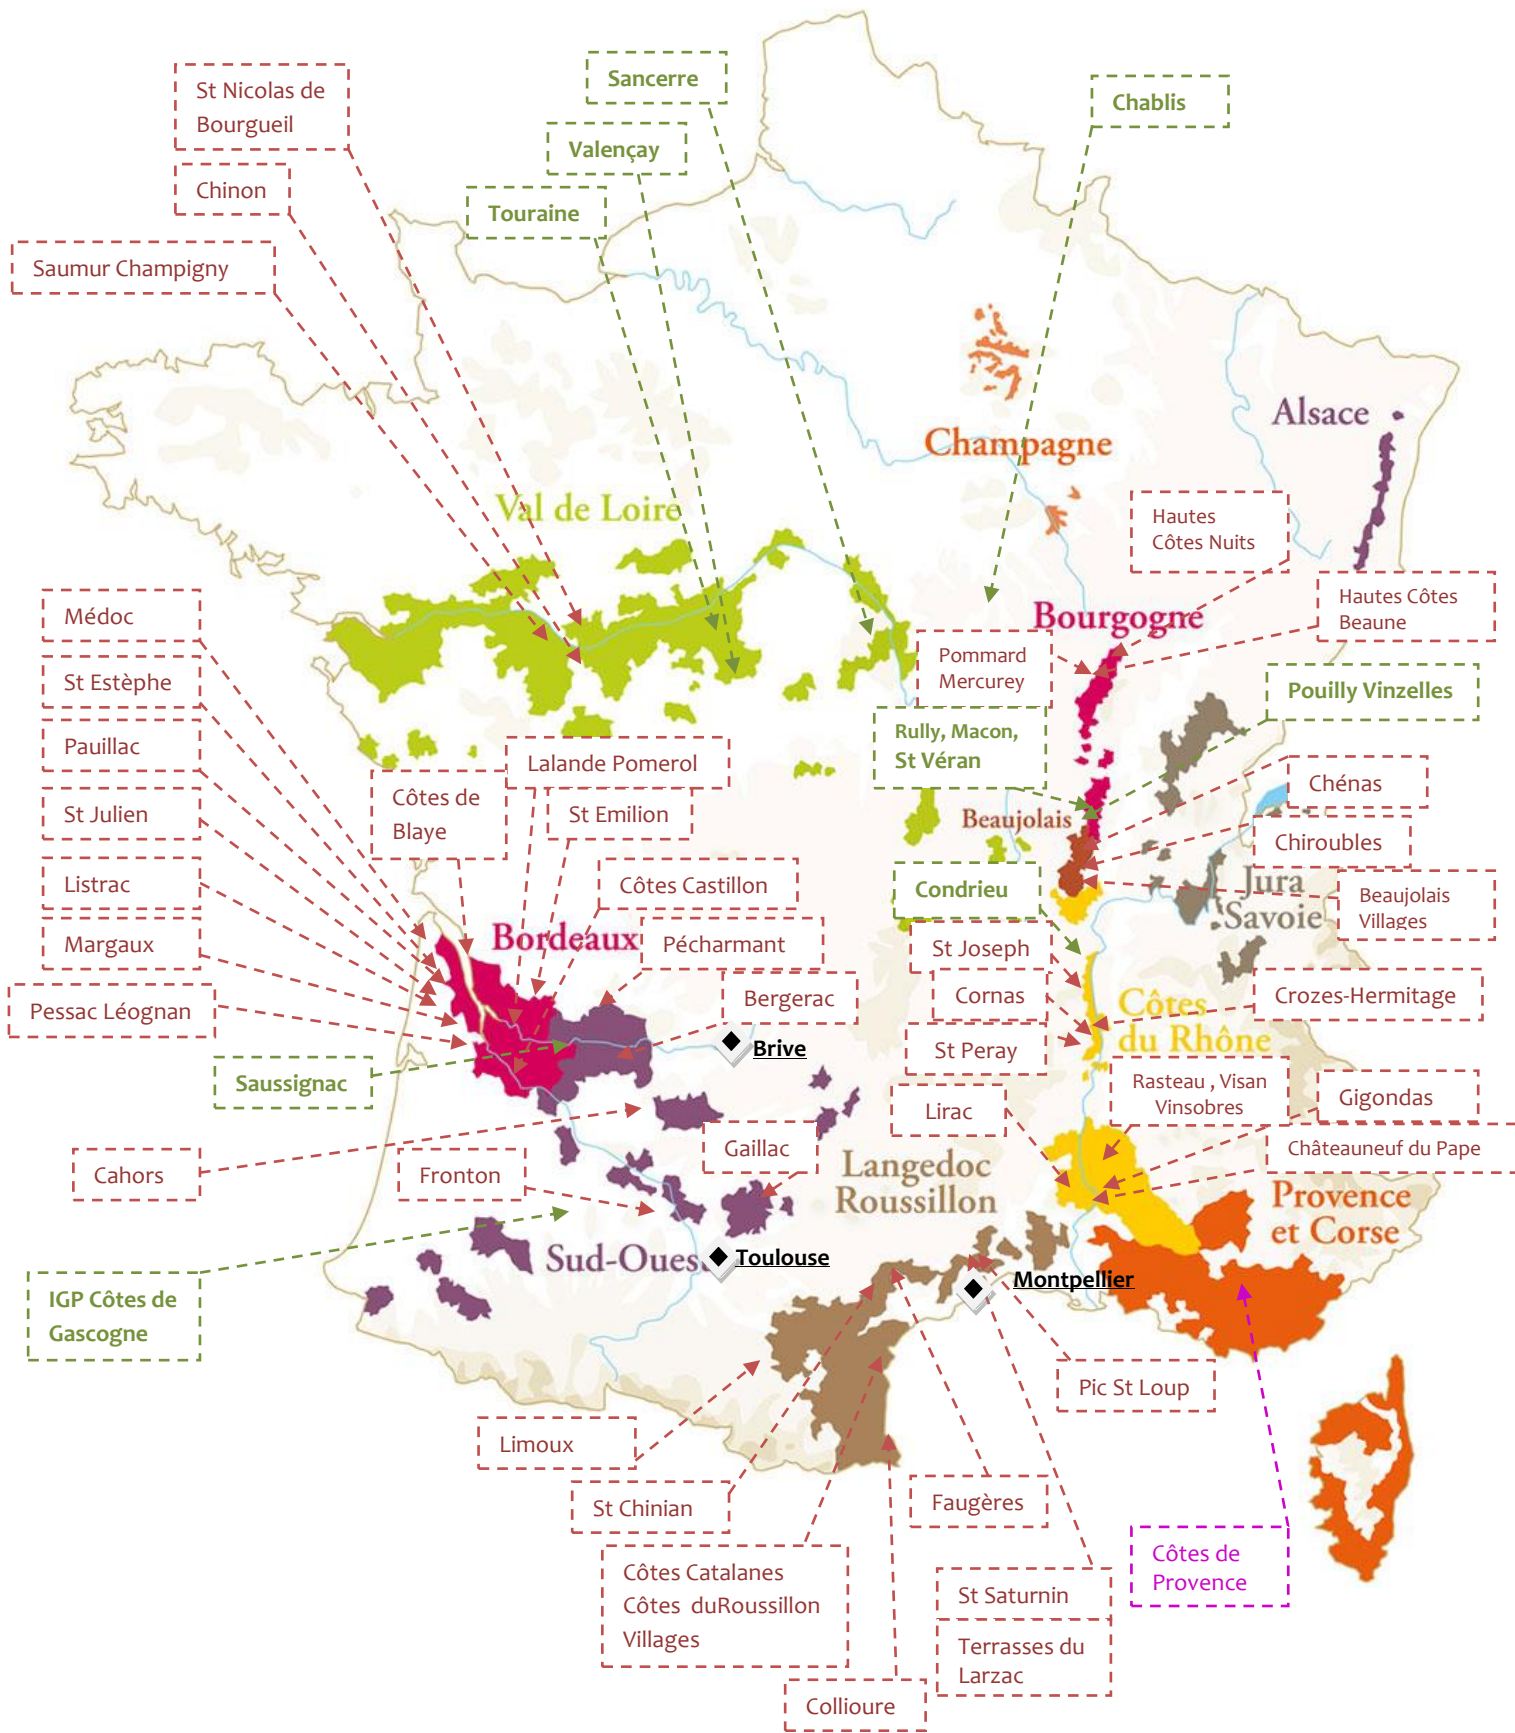 St Nicolas de
Bourgueil
Sancerre
Chablis
Valençay
Chinon
Touraine
Saumur Champigny
Alsace
Champagne
Val de Loire
Hautes
Côtes Nuits
Médoc
Hautes Côtes
Beaune
Bourgogne
Pommard
Mercurey
St Estèphe
Pouilly Vinzelles
Rully, Macon,
St Véran
Pauillac
Lalande Pomerol
Côtes de
Blaye
St Emilion
Chénas
St Julien
Beaujolais
Chiroubles
Listrac
Côtes Castillon
Condrieu
Jura
Savoie
Beaujolais
Villages
Margaux
Bordeaux
Pécharmant
St Joseph
Pessac Léognan
Bergerac
Cornas
Crozes-Hermitage
Côtes
du Rhône
Brive
St Peray
Saussignac
Rasteau , Visan
Vinsobres
Gigondas
Lirac
Cahors
Fronton
Gaillac
Langedoc
Roussillon
Châteauneuf du Pape
Provence
et Corse
Sud-Oues
Toulouse
Montpellier
IGP Côtes de
Gascogne
Pic St Loup
Limoux
St Chinian
Faugères
Côtes de
Provence
Côtes Catalanes
Côtes duRoussillon
Villages
St Saturnin
Terrasses du
Larzac
Collioure